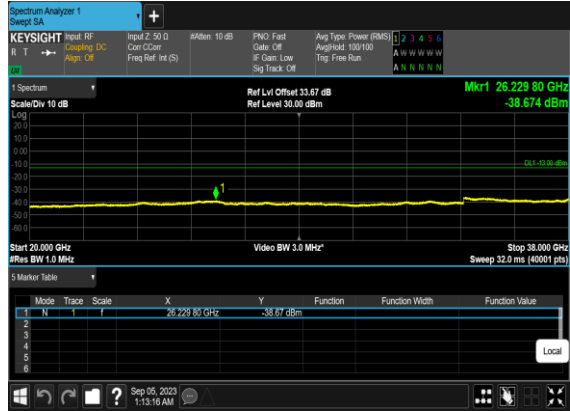 Spectrum Analyzer 1
Swept SA
KEYSIGHT Input: RF Input Z: 50 Ω #Atten: 10 dB PNO: Fast Avg Type: Power (RMS) 1 2 3 4 5 6
R T Coupling: DC Corr CCorr Gate: Off Avg|Hold: 100/100 A W W W W W
Align: Off Freq Ref: Int (S) IF Gain: Low Trig: Free Run
Sig Track: Off A N N N N N
1 Spectrum
Scale/Div 10 dB Ref Lvl Offset 33.67 dB Mkr1 26.229 80 GHz
Ref Level 30.00 dBm -38.674 dBm
Log
20.0
10.0
0.00
-10.0
DL1 -13.00 dBm
-20.0
-30.0
1
-40.0
-50.0
-60.0
Start 20.000 GHz Video BW 3.0 MHz* Stop 38.000 GHz
#Res BW 1.0 MHz Sweep 32.0 ms (40001 pts)
5 Marker Table
Mode Trace Scale X Y Function Function Width Function Value
1 N 1 f 26.229 80 GHz -38.67 dBm
2
3
4
5
6
Local
? Sep 05, 2023
1:13:16 AM